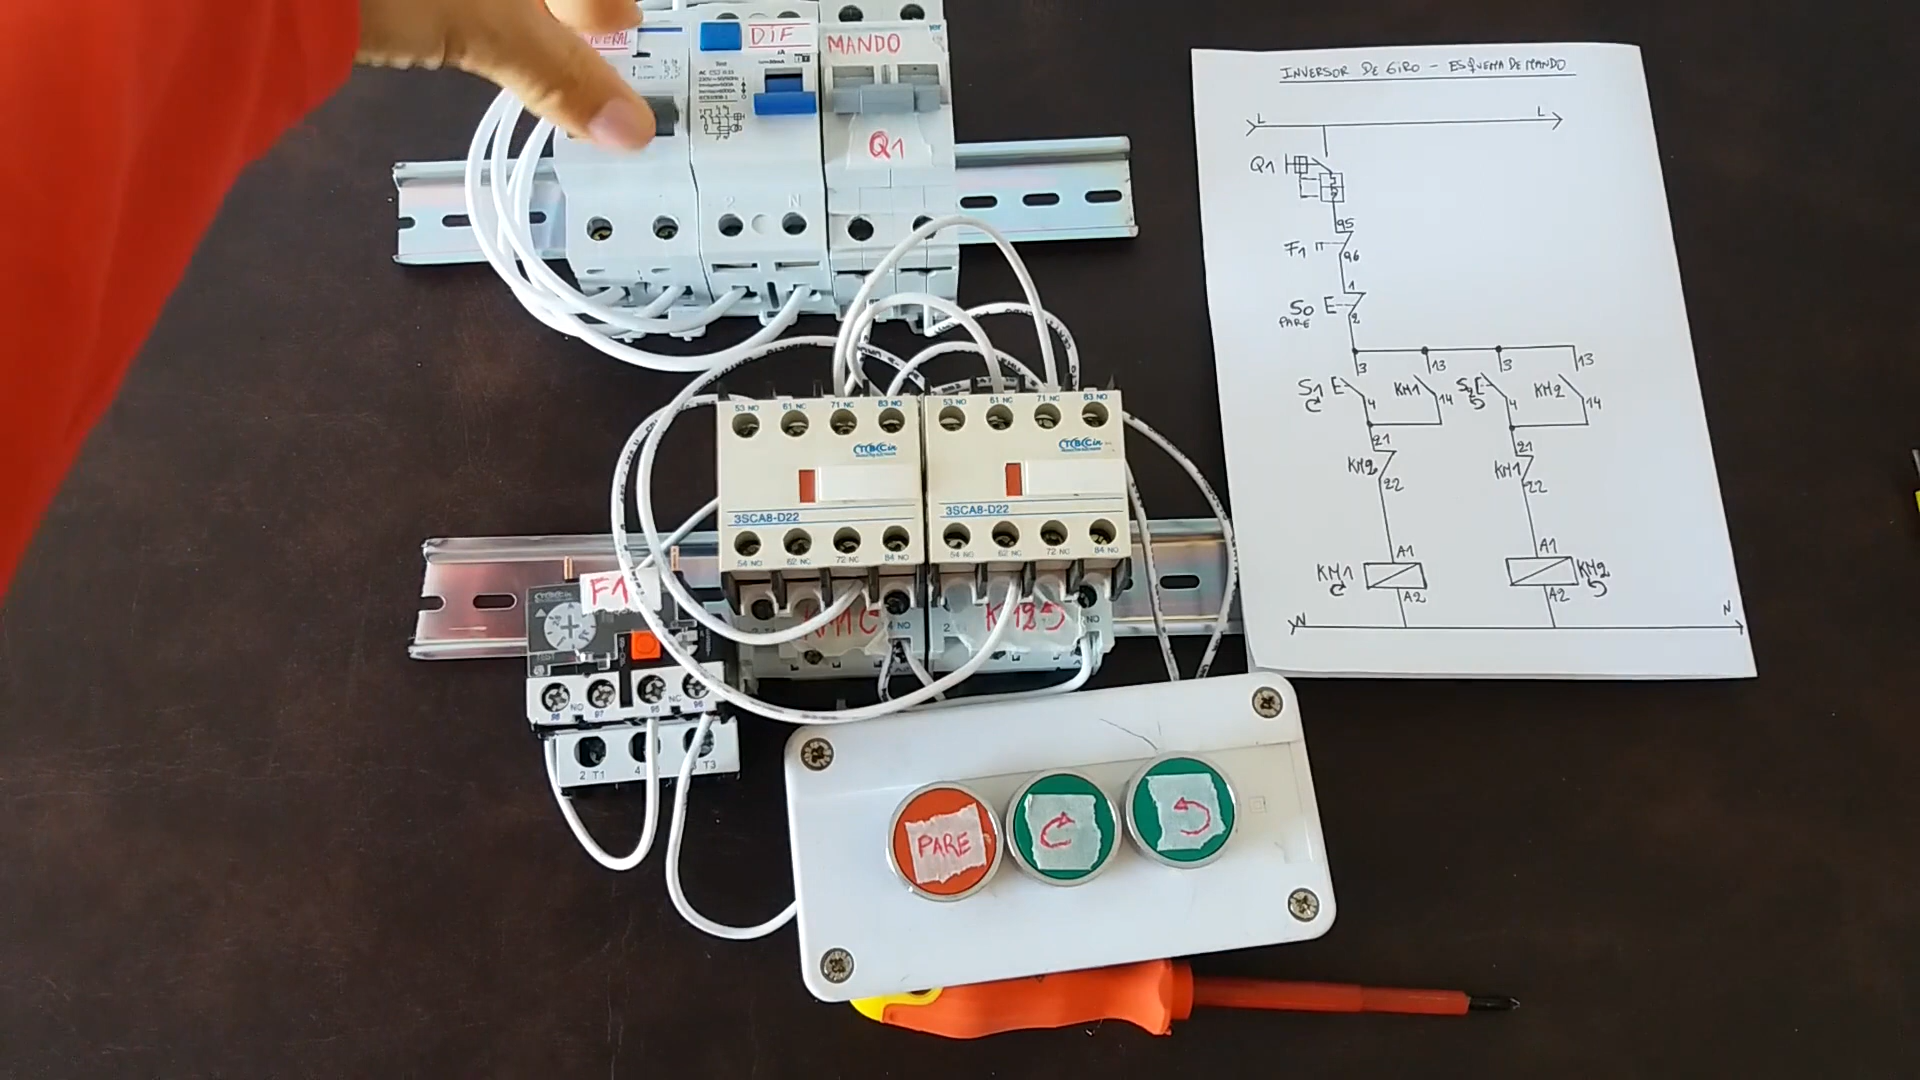 DIF
MANDO
Test
2 N
Q1
INVERSOR DE GIRO - ESQUEMA DE MANDO
L L
Q1
95
F1
96
1
S0 E
PARE
2
3 13 3 13
S1 E KM1 S2 E KM2
4 14 4 14
21 21
KM2 KM1
22 22
A1 A1
KM1 KM2
A2 A2
N N
53 NO 61 NC 71 NC 83 NO
53 NO 61 NC 71 NC 83 NO
3SCA8-D22
3SCA8-D22
54 NO 62 NC 72 NC 84 NO
54 NO 62 NC 72 NC 84 NO
F1
KM1
KM2
98 NO 97 95 NC 96
2 T1 4 T3
PARE